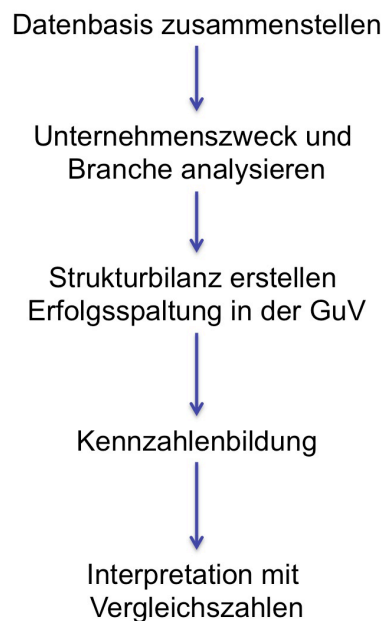 Datenbasis zusammenstellen
Unternehmenszweck und
Branche analysieren
Strukturbilanz erstellen
Erfolgsspaltung in der GuV
Kennzahlenbildung
Interpretation mit
Vergleichszahlen